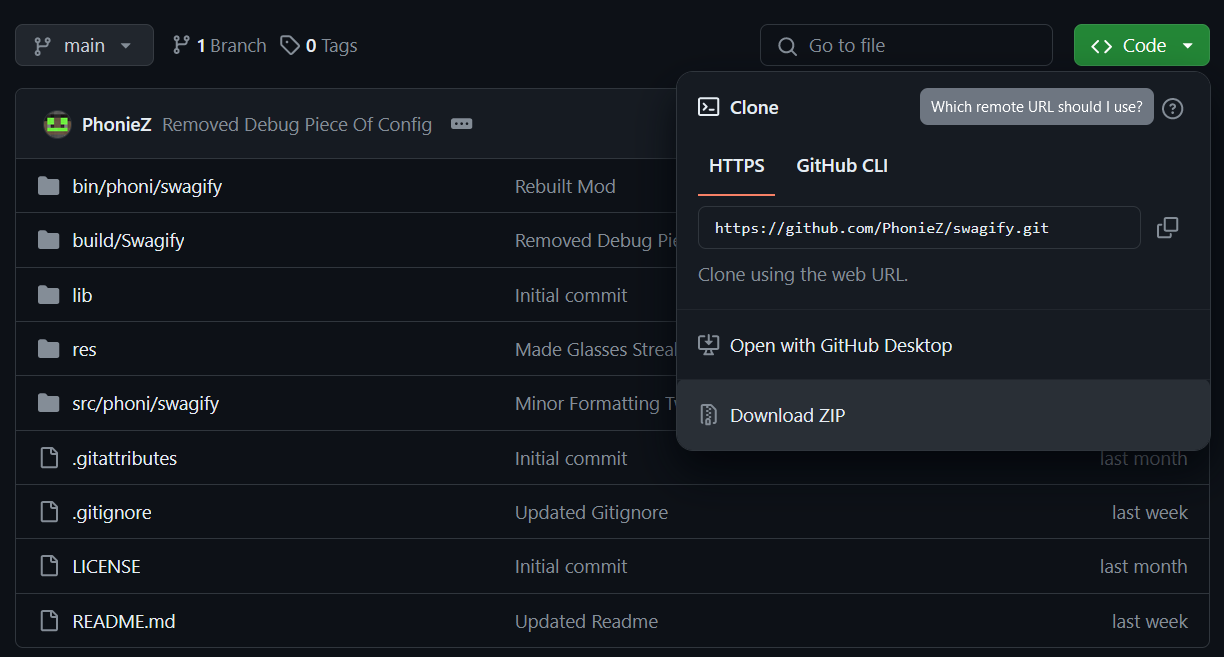 main 1 Branch 0 Tags Go to file Code
Clone Which remote URL should I use?
PhonieZ Removed Debug Piece Of Config
HTTPS GitHub CLI
bin/phoni/swagify Rebuilt Mod
https://github.com/PhonieZ/swagify.git
build/Swagify Removed Debug Pie
Clone using the web URL.
lib Initial commit
res Made Glasses Streal
Open with GitHub Desktop
src/phoni/swagify Minor Formatting Tw
Download ZIP
.gitattributes Initial commit last month
.gitignore Updated Gitignore last week
LICENSE Initial commit last month
README.md Updated Readme last week